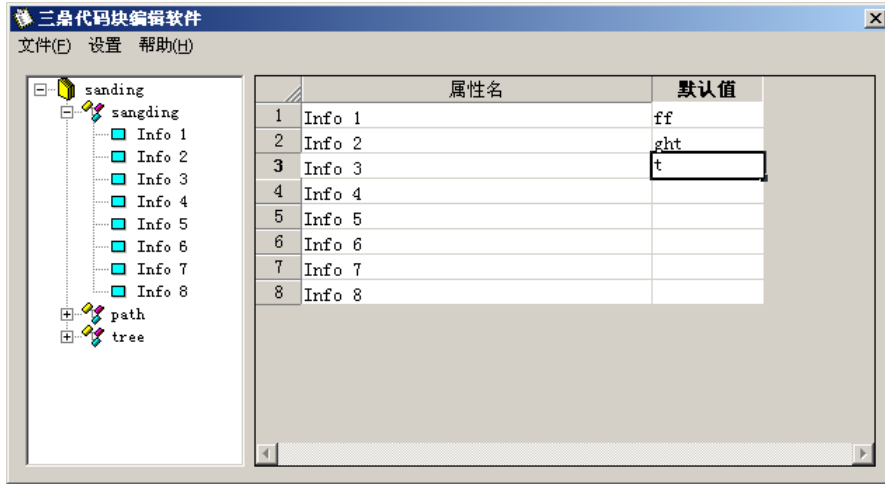 三鼎代码块编辑软件
文件(F) 设置 帮助(H)
sanding
sangding
Info 1
Info 2
Info 3
Info 4
Info 5
Info 6
Info 7
Info 8
path
tree
属性名 默认值
1 Info 1 ff
2 Info 2 ght
3 Info 3 t
4 Info 4
5 Info 5
6 Info 6
7 Info 7
8 Info 8